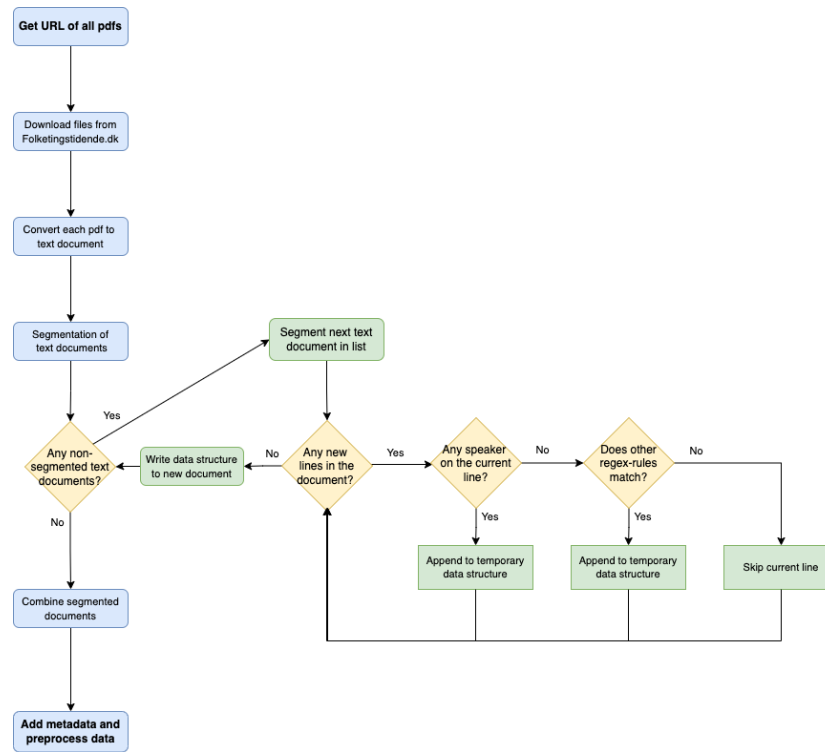 Get URL of all pdfs
Download files from
Folketingstidende.dk
Convert each pdf to
text document
Segmentation of
text documents
Segment next text
document in list
Yes
Any non-
segmented text
documents?
Write data structure
to new document
No
Any new
lines in the
document?
Yes
Any speaker
on the current
line?
No
Does other
regex-rules
match?
No
No
Yes
Yes
Append to temporary
data structure
Append to temporary
data structure
Skip current line
Combine segmented
documents
Add metadata and
preprocess data